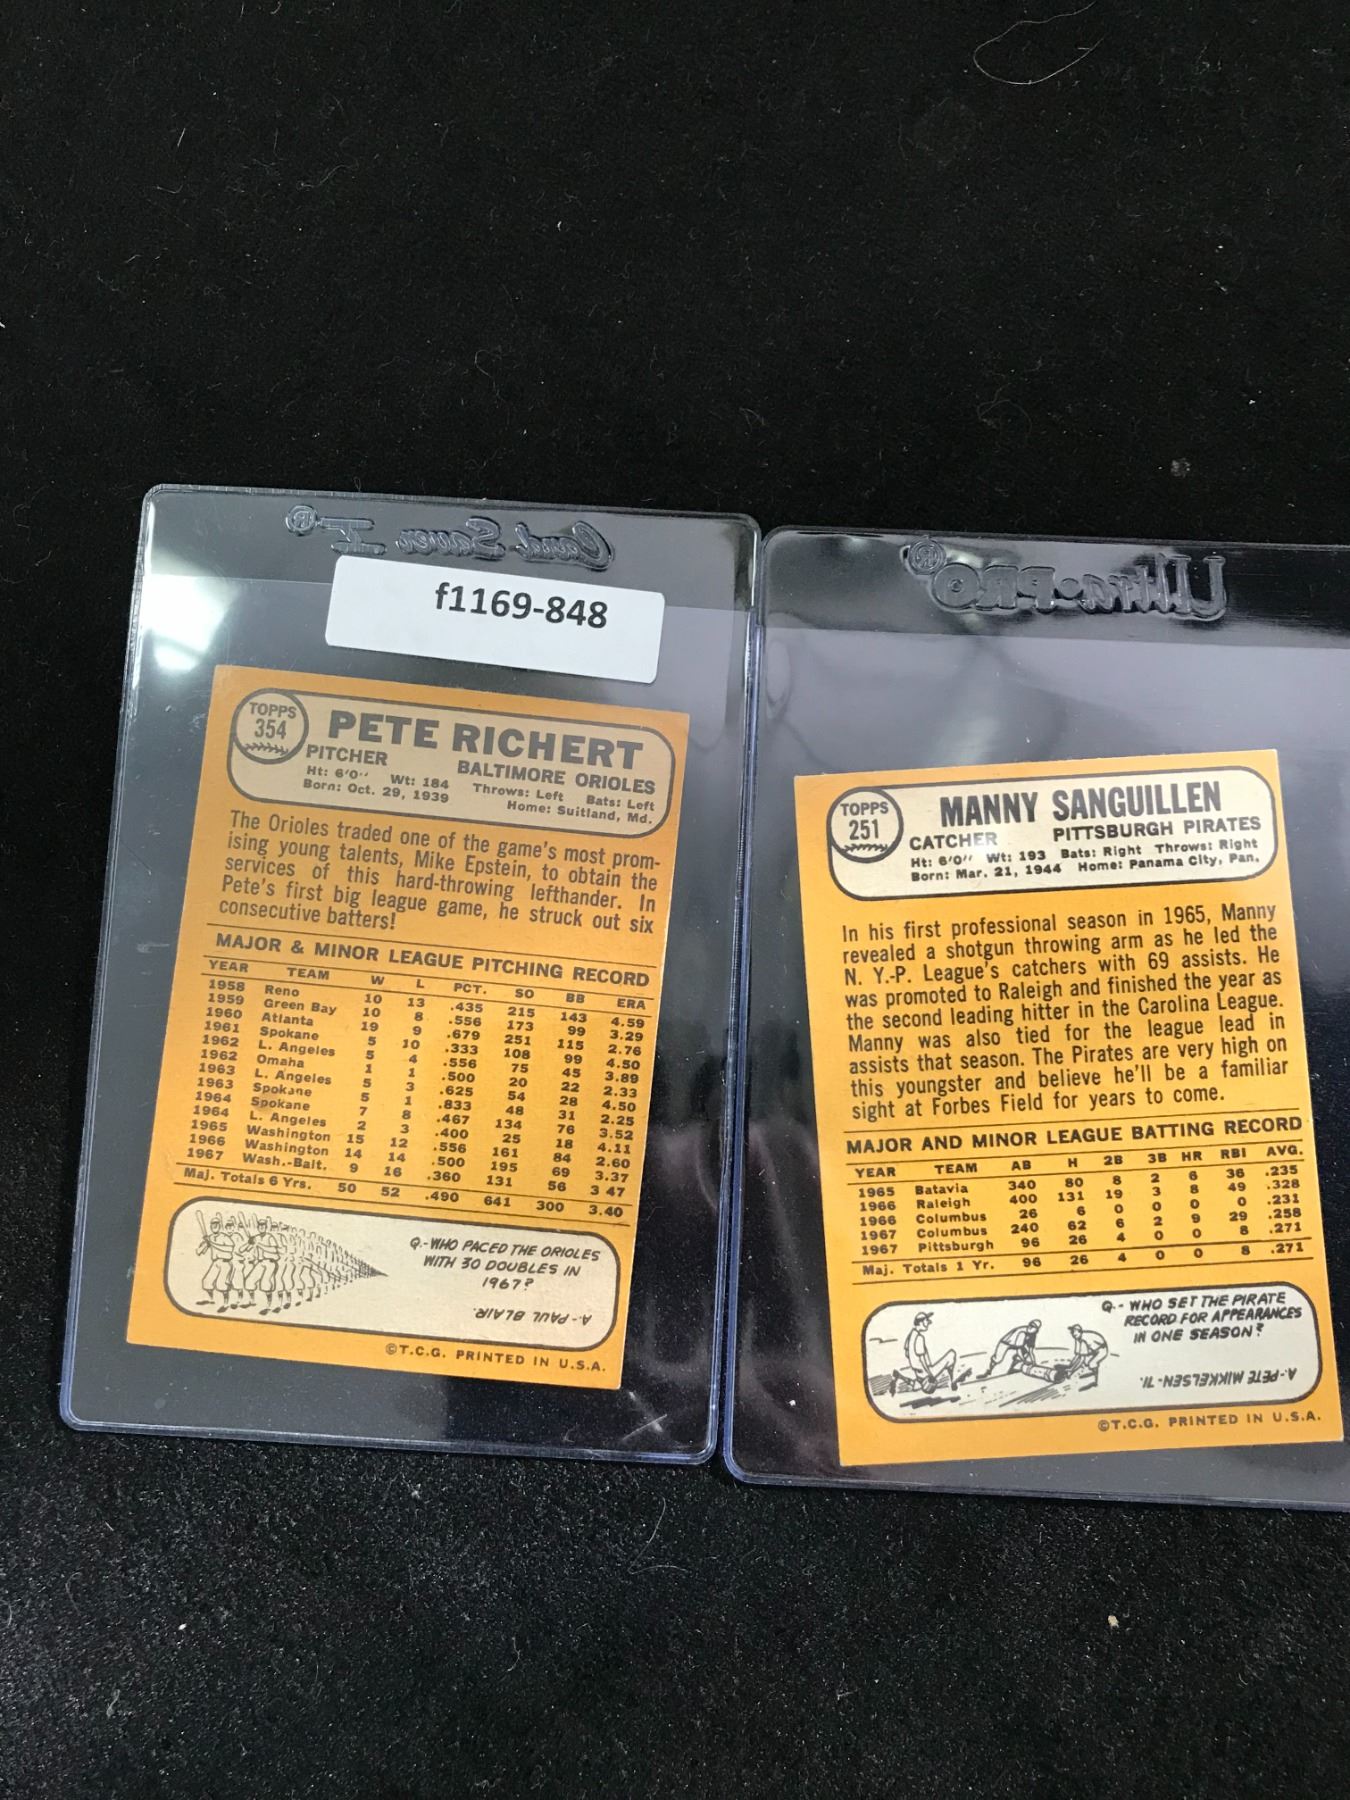 Card Saver I®
f1169-848
TOPPS
354
PETE RICHERT
PITCHER
BALTIMORE ORIOLES
Ht: 6'0'' Wt: 184 Throws: Left Bats: Left
Born: Oct. 29, 1939 Home: Suitland, Md.
The Orioles traded one of the game's most prom-
ising young talents, Mike Epstein, to obtain the
services of this hard-throwing lefthander. In
Pete's first big league game, he struck out six
consecutive batters!
MAJOR & MINOR LEAGUE PITCHING RECORD
YEAR TEAM W L PCT. SO BB ERA
1958 Reno 10 13 .435 215 143 4.59
1959 Green Bay 10 8 .556 173 99 3.29
1960 Atlanta 19 9 .679 251 115 2.76
1961 Spokane 5 10 .333 108 99 4.50
1962 L. Angeles 5 4 .556 75 45 3.89
1962 Omaha 1 1 .500 20 22 2.33
1963 L. Angeles 5 3 .625 54 28 4.50
1963 Spokane 5 1 .833 48 31 2.25
1964 Spokane 7 8 .467 134 76 3.52
1964 L. Angeles 2 3 .400 25 18 4.11
1965 Washington 15 12 .556 161 84 2.60
1966 Washington 14 14 .500 195 69 3.37
1967 Wash.-Balt. 9 16 .360 131 56 3 47
Maj. Totals 6 Yrs. 50 52 .490 641 300 3.40
Q.-WHO PACED THE ORIOLES
WITH 30 DOUBLES IN
1967?
A.-PAUL BLAIR.
©T.C.G. PRINTED IN U.S.A.
Ultra•PRO®
TOPPS
251
MANNY SANGUILLEN
CATCHER PITTSBURGH PIRATES
Ht: 6'0'' Wt: 193 Bats: Right Throws: Right
Born: Mar. 21, 1944 Home: Panama City, Pan.
In his first professional season in 1965, Manny
revealed a shotgun throwing arm as he led the
N. Y.-P. League's catchers with 69 assists. He
was promoted to Raleigh and finished the year as
the second leading hitter in the Carolina League.
Manny was also tied for the league lead in
assists that season. The Pirates are very high on
this youngster and believe he'll be a familiar
sight at Forbes Field for years to come.
MAJOR AND MINOR LEAGUE BATTING RECORD
YEAR TEAM AB H 2B 3B HR RBI AVG.
1965 Batavia 340 80 8 2 6 36 .235
1966 Raleigh 400 131 19 3 8 49 .328
1966 Columbus 26 6 0 0 0 0 .231
1967 Columbus 240 62 6 2 9 29 .258
1967 Pittsburgh 96 26 4 0 0 8 .271
Maj. Totals 1 Yr. 96 26 4 0 0 8 .271
Q.- WHO SET THE PIRATE
RECORD FOR APPEARANCES
IN ONE SEASON?
A.-PETE MIKKELSEN-71.
©T.C.G. PRINTED IN U.S.A.